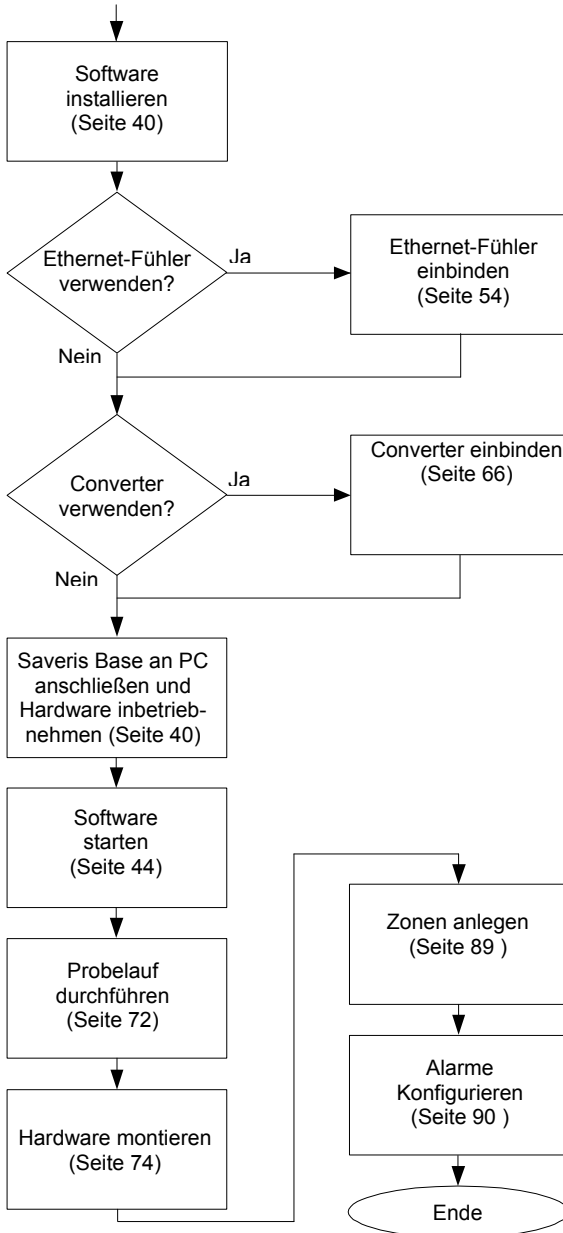 Software
installieren
(Seite 40)
Ethernet-Fühler
verwenden?
Ja
Ethernet-Fühler
einbinden
(Seite 54)
Nein
Converter
verwenden?
Ja
Converter einbinden
(Seite 66)
Nein
Saveris Base an PC
anschließen und
Hardware inbetrieb-
nehmen (Seite 40)
Software
starten
(Seite 44)
Probelauf
durchführen
(Seite 72)
Hardware montieren
(Seite 74)
Zonen anlegen
(Seite 89 )
Alarme
Konfigurieren
(Seite 90 )
Ende